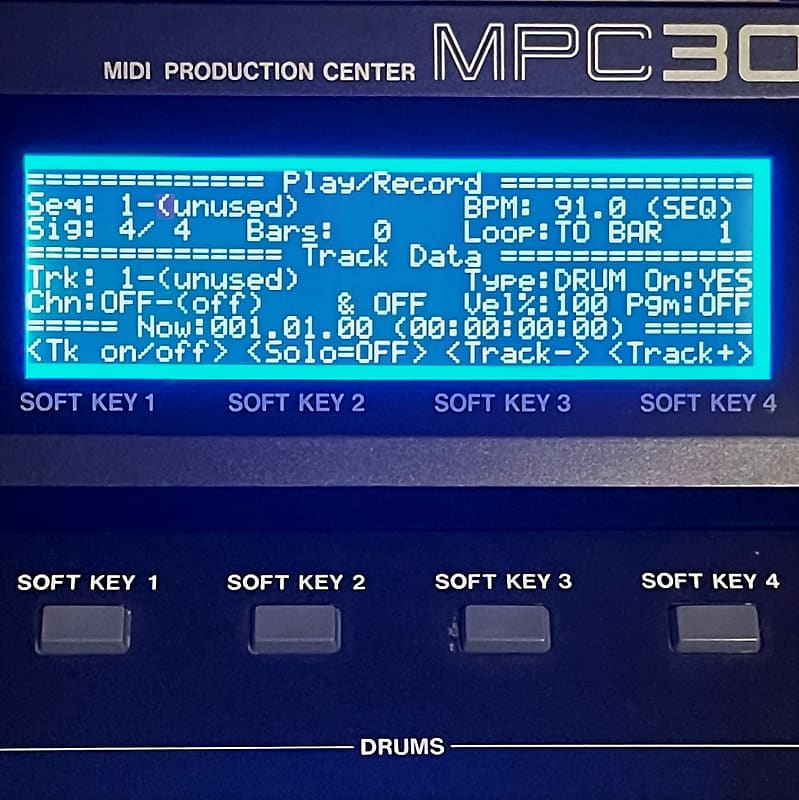 MIDI PRODUCTION CENTER MPC30
============= Play/Record ==============
Seq: 1-(unused) BPM: 91.0 (SEQ)
Sig: 4/ 4 Bars: 0 Loop:TO BAR 1
============== Track Data ==============
Trk: 1-(unused) Type:DRUM On:YES
Chn:OFF-(off) & OFF Vel%:100 Pgm:OFF
===== Now:001.01.00 (00:00:00:00) ======
<Tk on/off> <Solo=OFF> <Track-> <Track+>
SOFT KEY 1 SOFT KEY 2 SOFT KEY 3 SOFT KEY 4
SOFT KEY 1 SOFT KEY 2 SOFT KEY 3 SOFT KEY 4
DRUMS